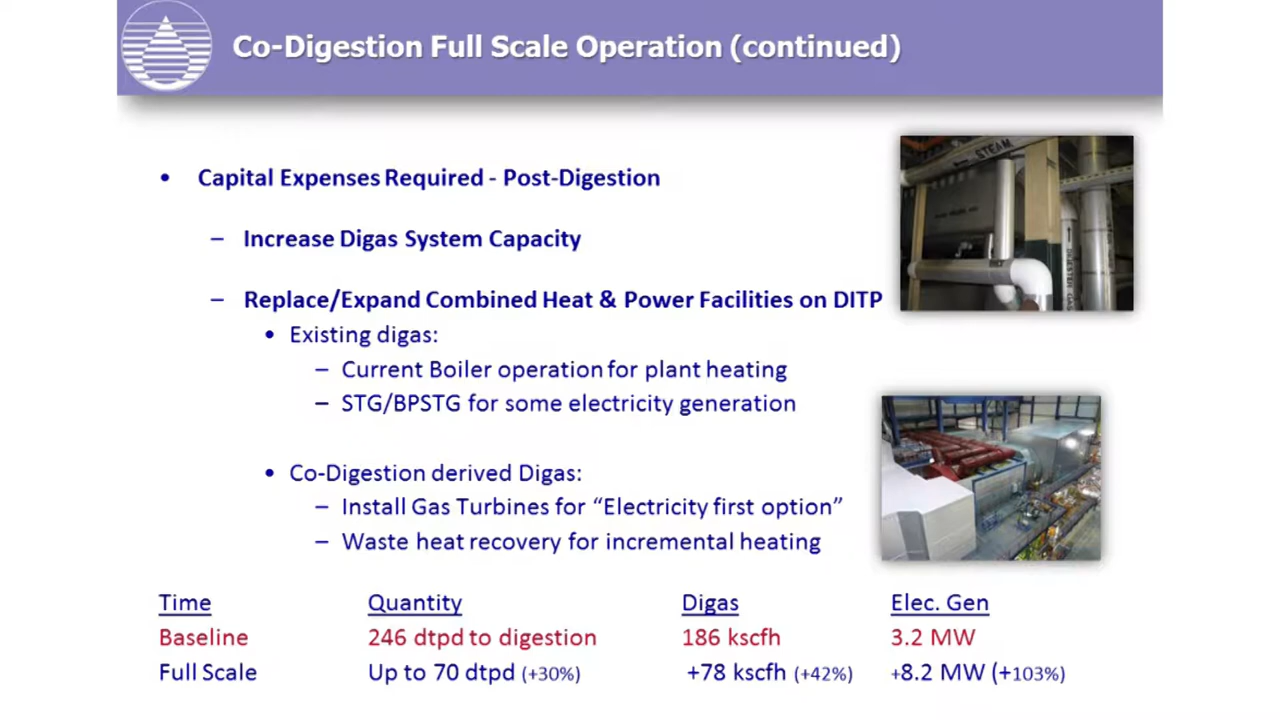 Co-Digestion Full Scale Operation (continued)
• Capital Expenses Required - Post-Digestion
– Increase Digas System Capacity
– Replace/Expand Combined Heat & Power Facilities on DITP
• Existing digas:
– Current Boiler operation for plant heating
– STG/BPSTG for some electricity generation
• Co-Digestion derived Digas:
– Install Gas Turbines for “Electricity first option”
– Waste heat recovery for incremental heating
Time Quantity Digas Elec. Gen
Baseline 246 dtpd to digestion 186 kscfh 3.2 MW
Full Scale Up to 70 dtpd (+30%) +78 kscfh (+42%) +8.2 MW (+103%)
STEAM